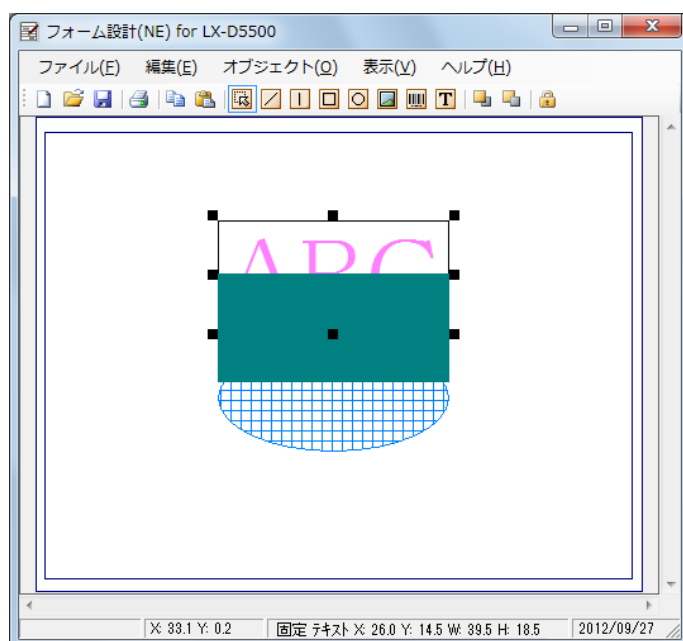 フォーム設計(NE) for LX-D5500
ファイル(F) 編集(E) オブジェクト(O) 表示(V) ヘルプ(H)
T
ABC
X: 33.1 Y: 0.2 固定 テキスト X: 26.0 Y: 14.5 W: 39.5 H: 18.5 2012/09/27